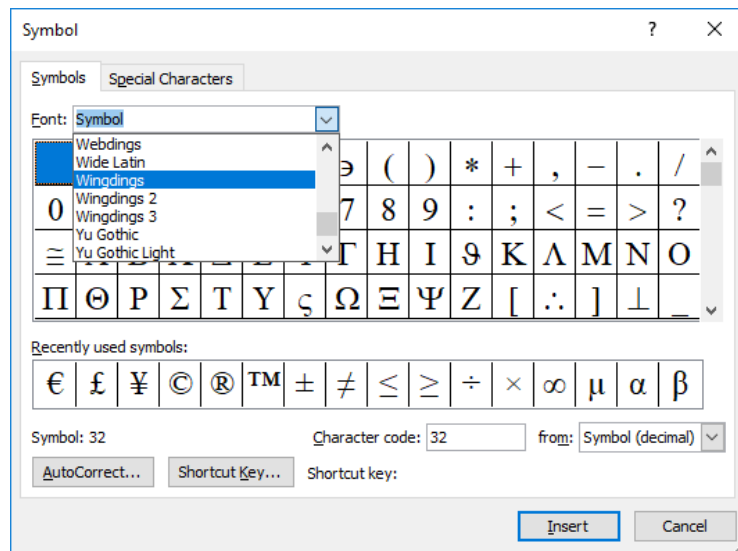 Symbol ? ×
Symbols Special Characters
Font: Symbol
Webdings
Wide Latin
Wingdings
Wingdings 2
Wingdings 3
Yu Gothic
Yu Gothic Light
∍ ( ) * + , − . /
0 7 8 9 : ; < = > ?
≅ Γ Η Ι ϑ Κ Λ Μ Ν Ο
Π Θ Ρ Σ Τ Υ ς Ω Ξ Ψ Ζ [ ∴ ] ⊥ _
Recently used symbols:
€ £ ¥ © ® ™ ± ≠ ≤ ≥ ÷ × ∞ µ α β
Symbol: 32 Character code: 32 from: Symbol (decimal)
AutoCorrect... Shortcut Key... Shortcut key:
Insert Cancel